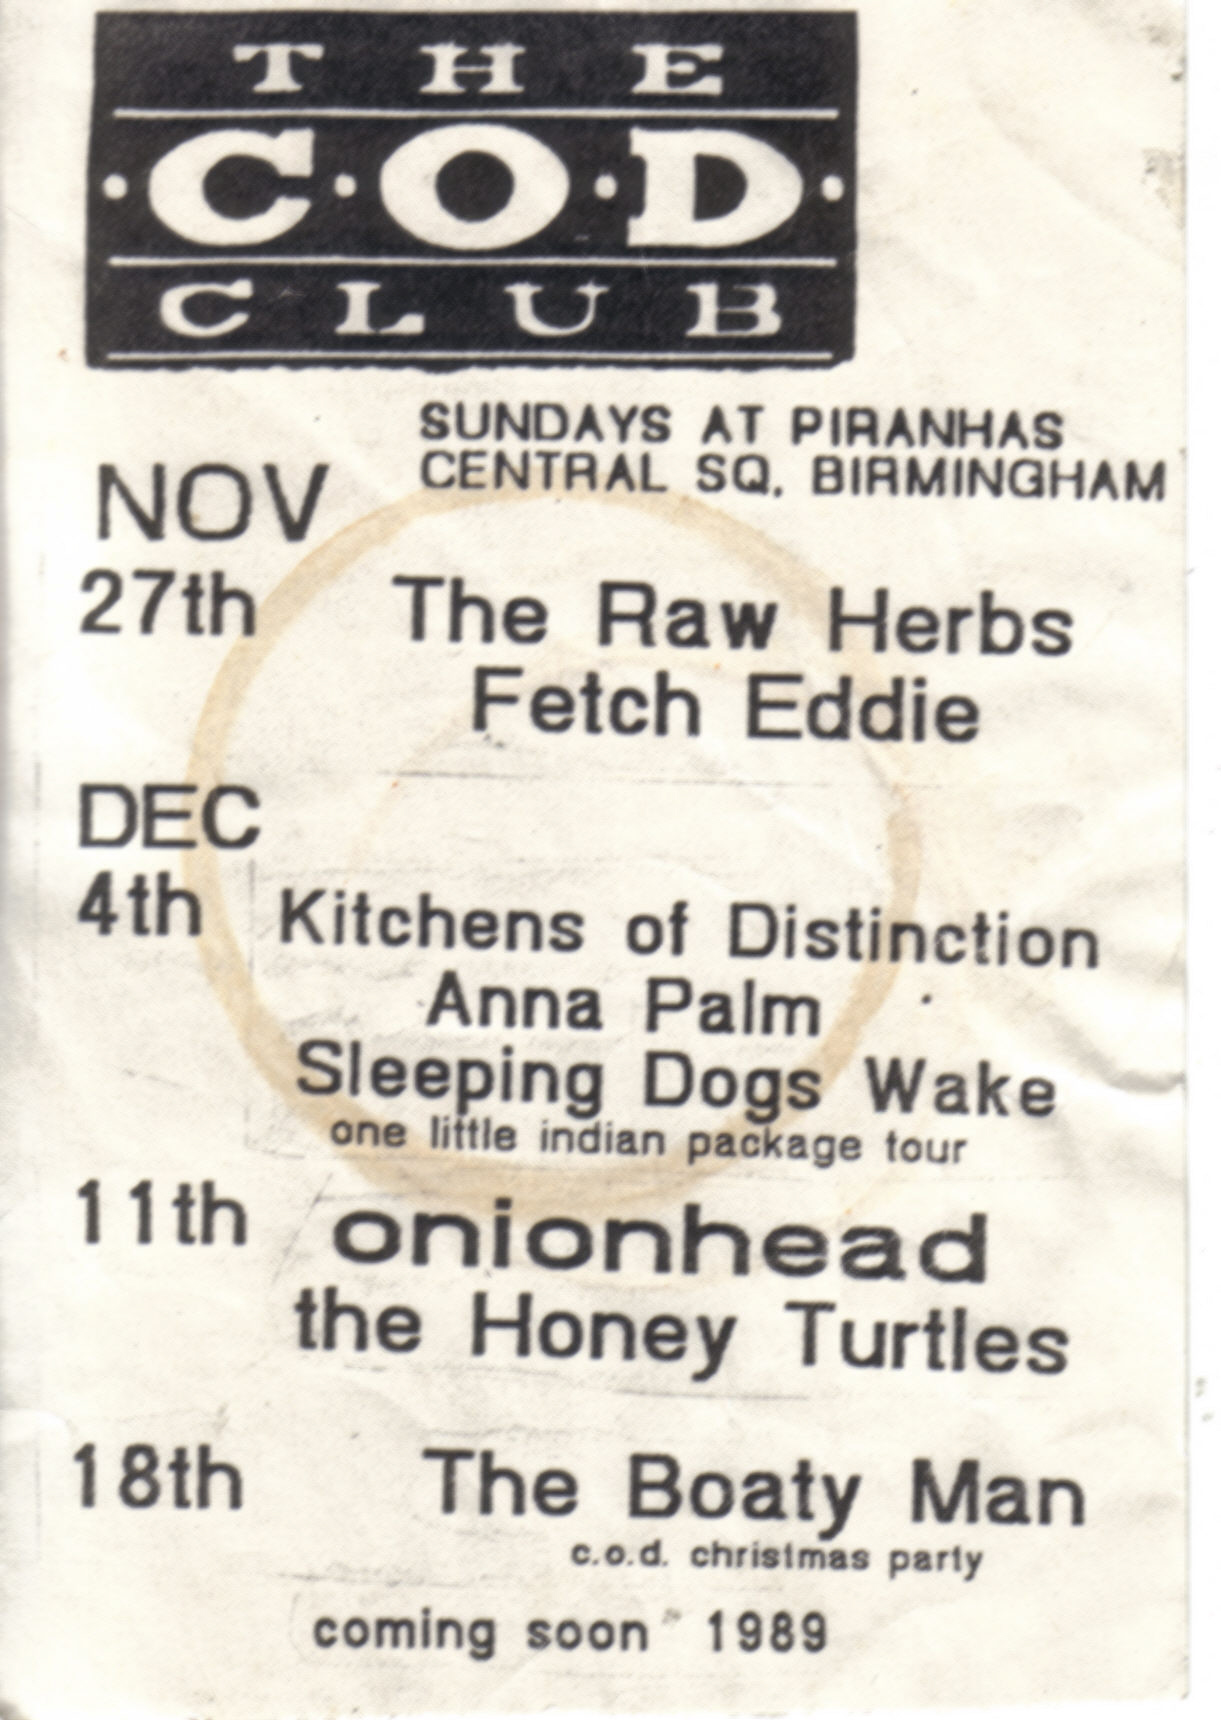 THE
·C·O·D·
CLUB
SUNDAYS AT PIRANHAS
CENTRAL SQ, BIRMINGHAM
NOV
27th The Raw Herbs
Fetch Eddie
DEC
4th Kitchens of Distinction
Anna Palm
Sleeping Dogs Wake
one little indian package tour
11th onionhead
the Honey Turtles
18th The Boaty Man
c.o.d. christmas party
coming soon 1989